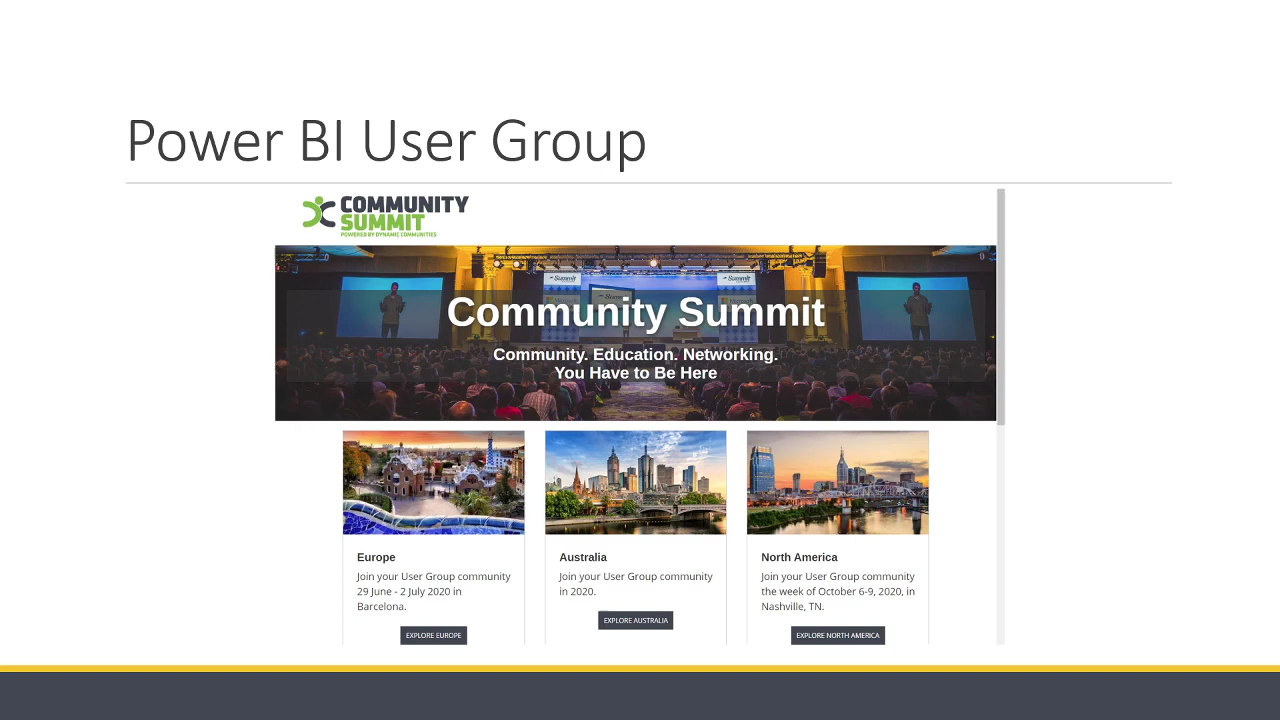 Power BI User Group
COMMUNITY
SUMMIT
POWERED BY DYNAMIC COMMUNITIES
Summit
Summit
Community Summit
Community. Education. Networking.
You Have to Be Here
Europe
Join your User Group community
29 June - 2 July 2020 in
Barcelona.
EXPLORE EUROPE
Australia
Join your User Group community
in 2020.
EXPLORE AUSTRALIA
North America
Join your User Group community
the week of October 6-9, 2020, in
Nashville, TN.
EXPLORE NORTH AMERICA